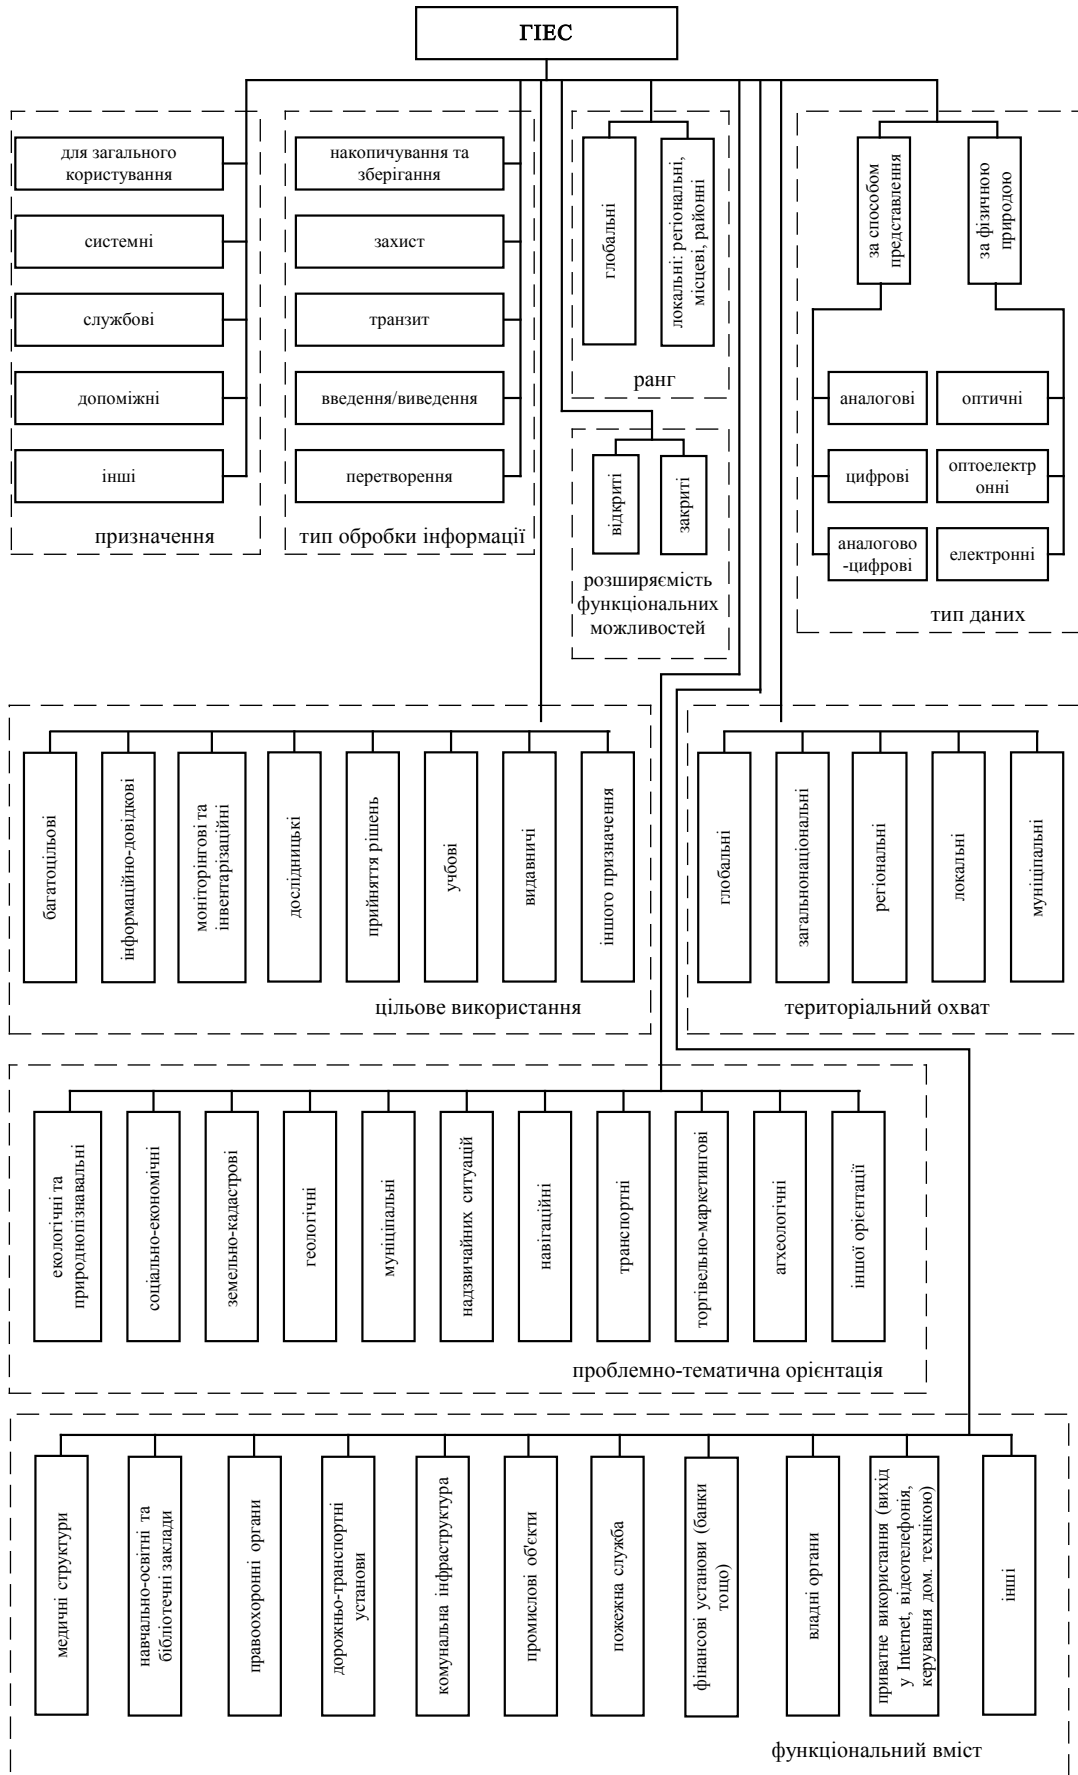 ГІЕС
для загального
користування
системні
службові
допоміжні
інші
призначення
накопичування та
зберігання
захист
транзит
введення/виведення
перетворення
тип обробки інформації
глобальні
локальні: регіональні,
місцеві, районні
ранг
відкриті
закриті
розширяємість
функціональних
можливостей
за способом
представлення
за фізичною
природою
аналогові
цифрові
аналогово
-цифрові
оптичні
оптоелектр
онні
електронні
тип даних
багатоцільові
інформаційно-довідкові
моніторінгові та
інвентарізаційні
дослідницькі
прийняття рішень
учбові
видавничі
іншого призначення
цільове використання
глобальні
загальнонаціональні
регіональні
локальні
муніціпальні
територіальний охват
екологічні та
природнопізнавальні
соціально-економічні
земельно-кадастрові
геологічні
муніціпальні
надзвичайних ситуацій
навігаційні
транспортні
торгівельно-маркетингові
археологічні
іншої орієнтації
проблемно-тематична орієнтація
медичні структури
навчально-освітні та
бібліотечні заклади
правоохоронні органи
дорожньо-транспортні
установи
комунальна інфраструктура
промислові об'єкти
пожежна служба
фінансові установи (банки
тощо)
владні органи
приватне використання (вихід
у Internet, відеотелефонія,
керування дом. технікою)
інші
функціональний вміст